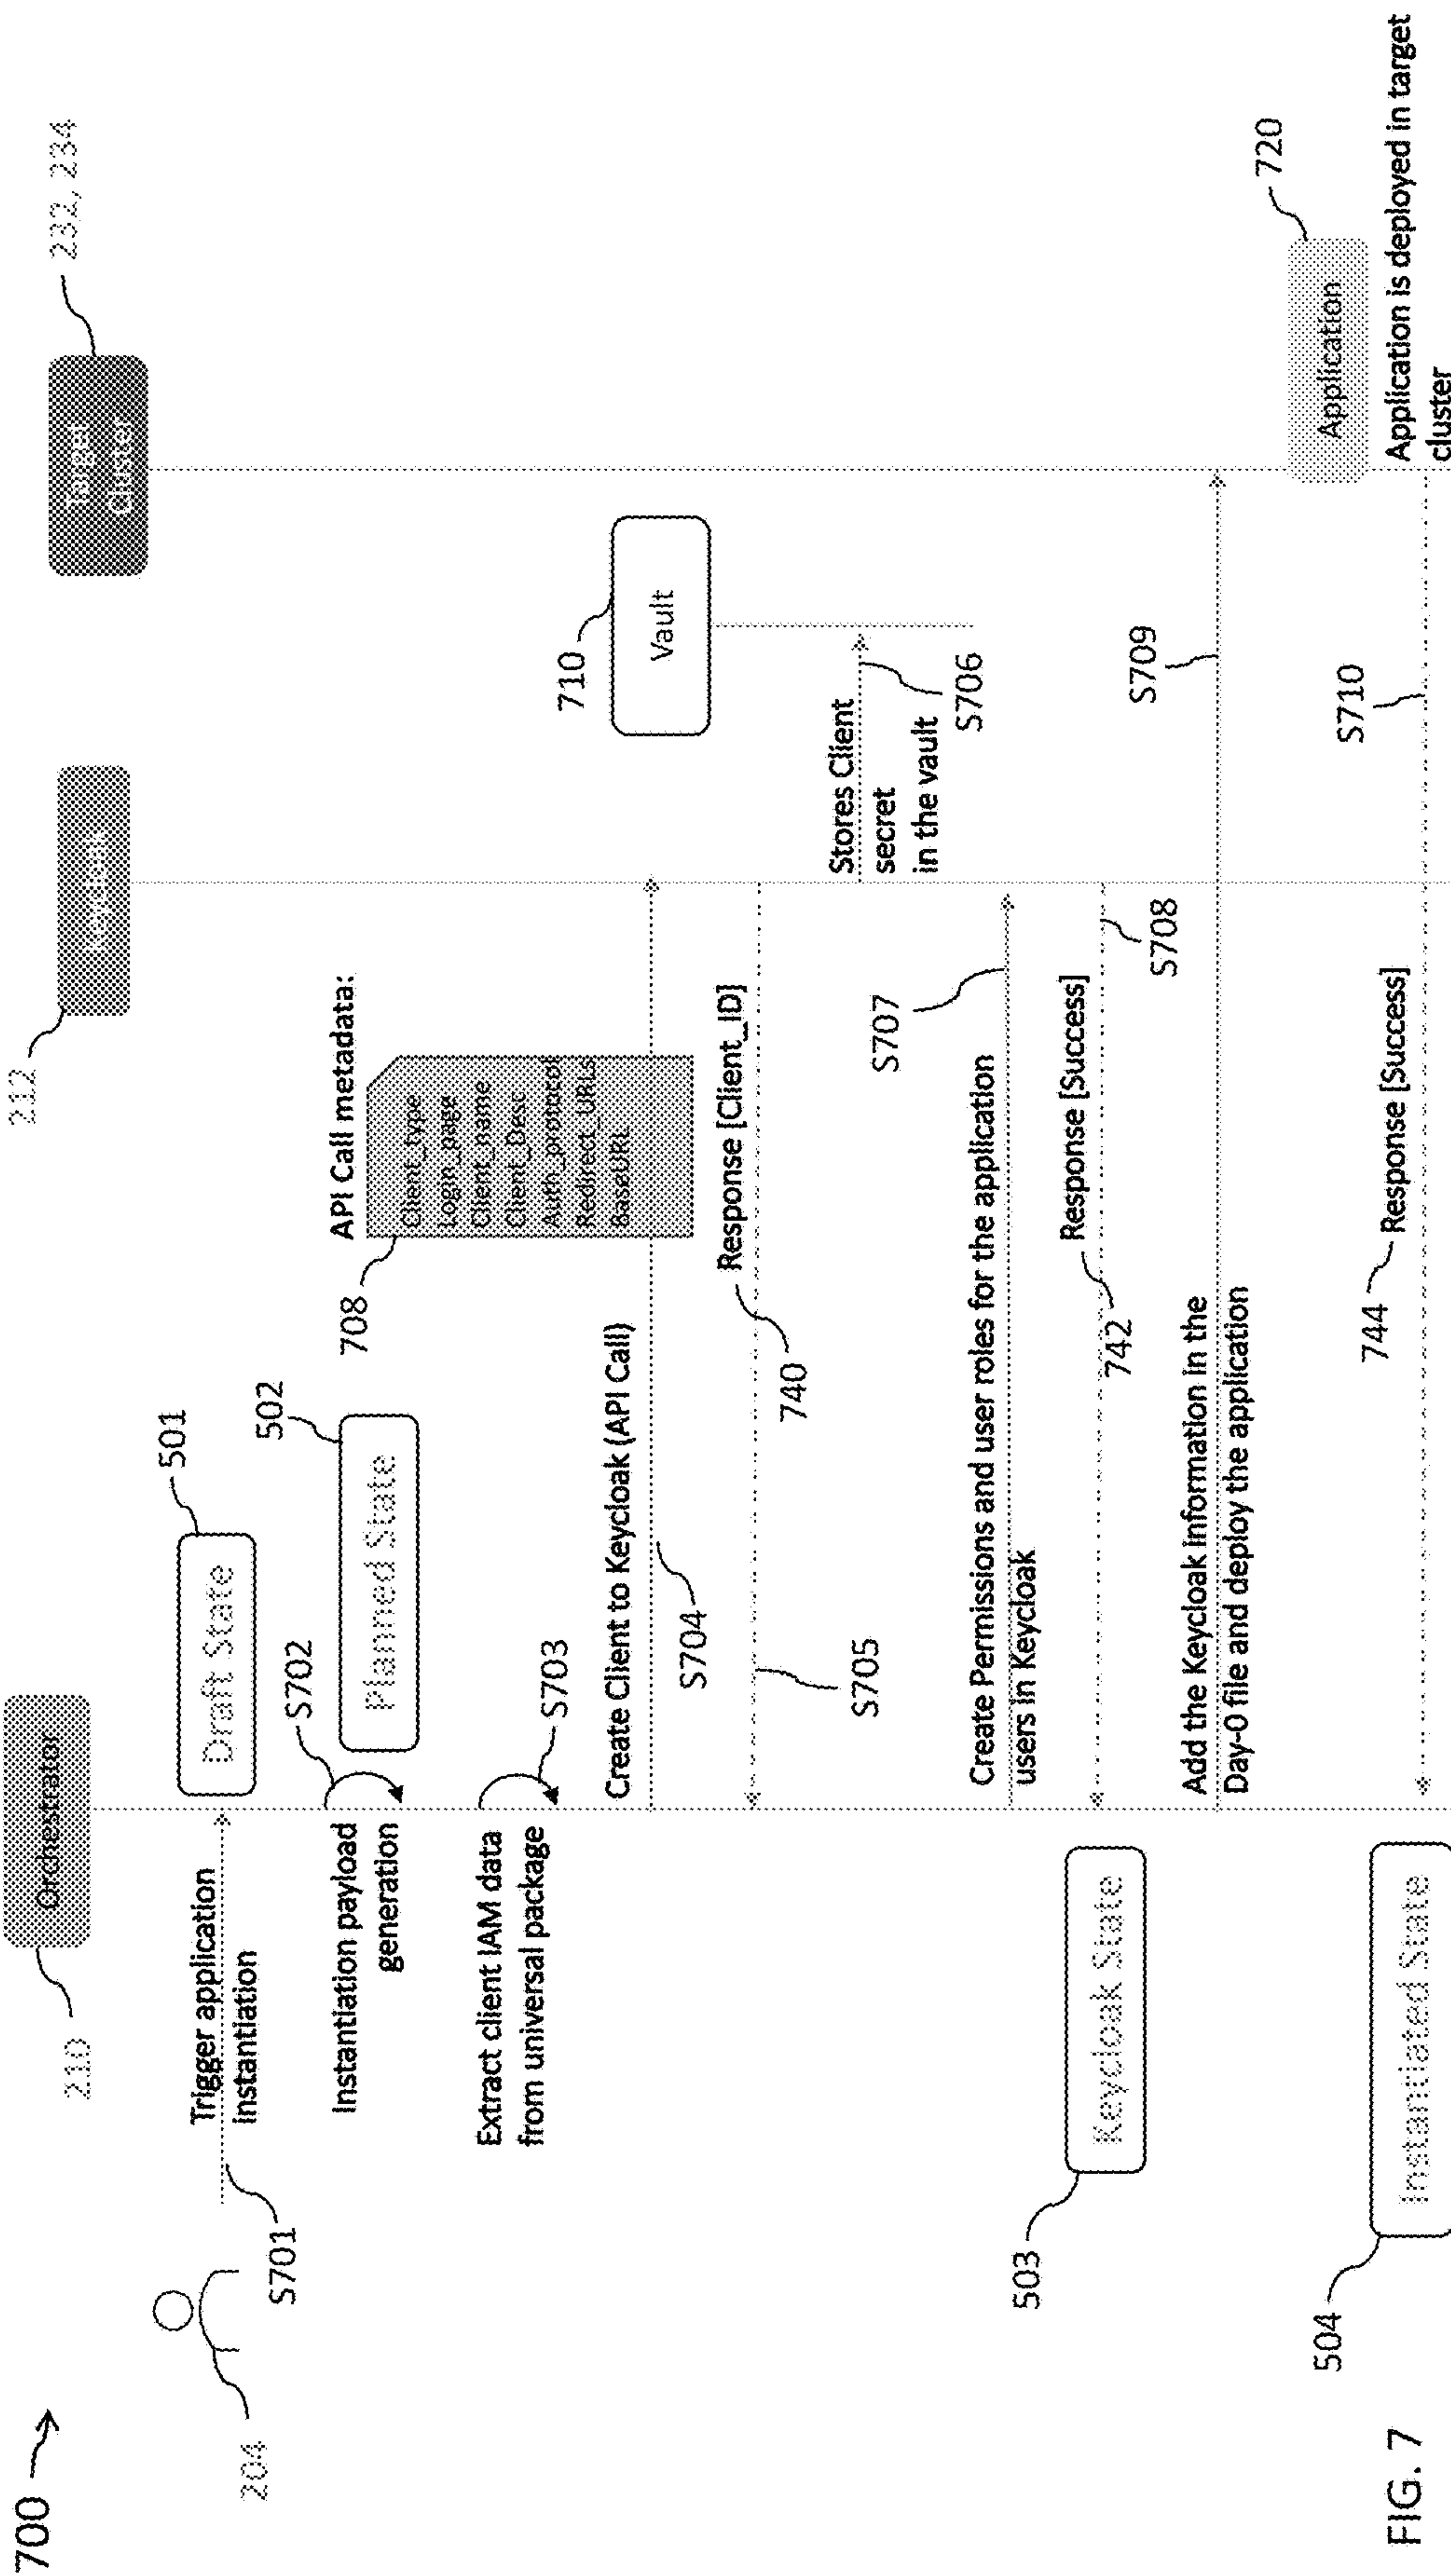 700
210
Orchestrator
212
Keycloak
232, 234
Target
Cluster
204
S701
Trigger application
instantiation
501
Draft State
Instantiation payload
generation
S702
502
Planned State
Extract client IAM data
from universal package
S703
708
API Call metadata:
Client_type
Login_page
Client_name
Client_Desc
Auth_protocol
Redirect_URLs
BaseURL
Create Client to Keycloak (API Call)
S704
710
Vault
Response [Client_ID]
740
S705
Stores Client
secret
in the vault
S706
Create Permissions and user roles for the application
users in Keycloak
S707
503
Keycloak State
Response [Success]
742
S708
Add the Keycloak information in the
Day-0 file and deploy the application
S709
720
Application
Application is deployed in target
cluster
504
Instantiated State
744
Response [Success]
S710
FIG. 7